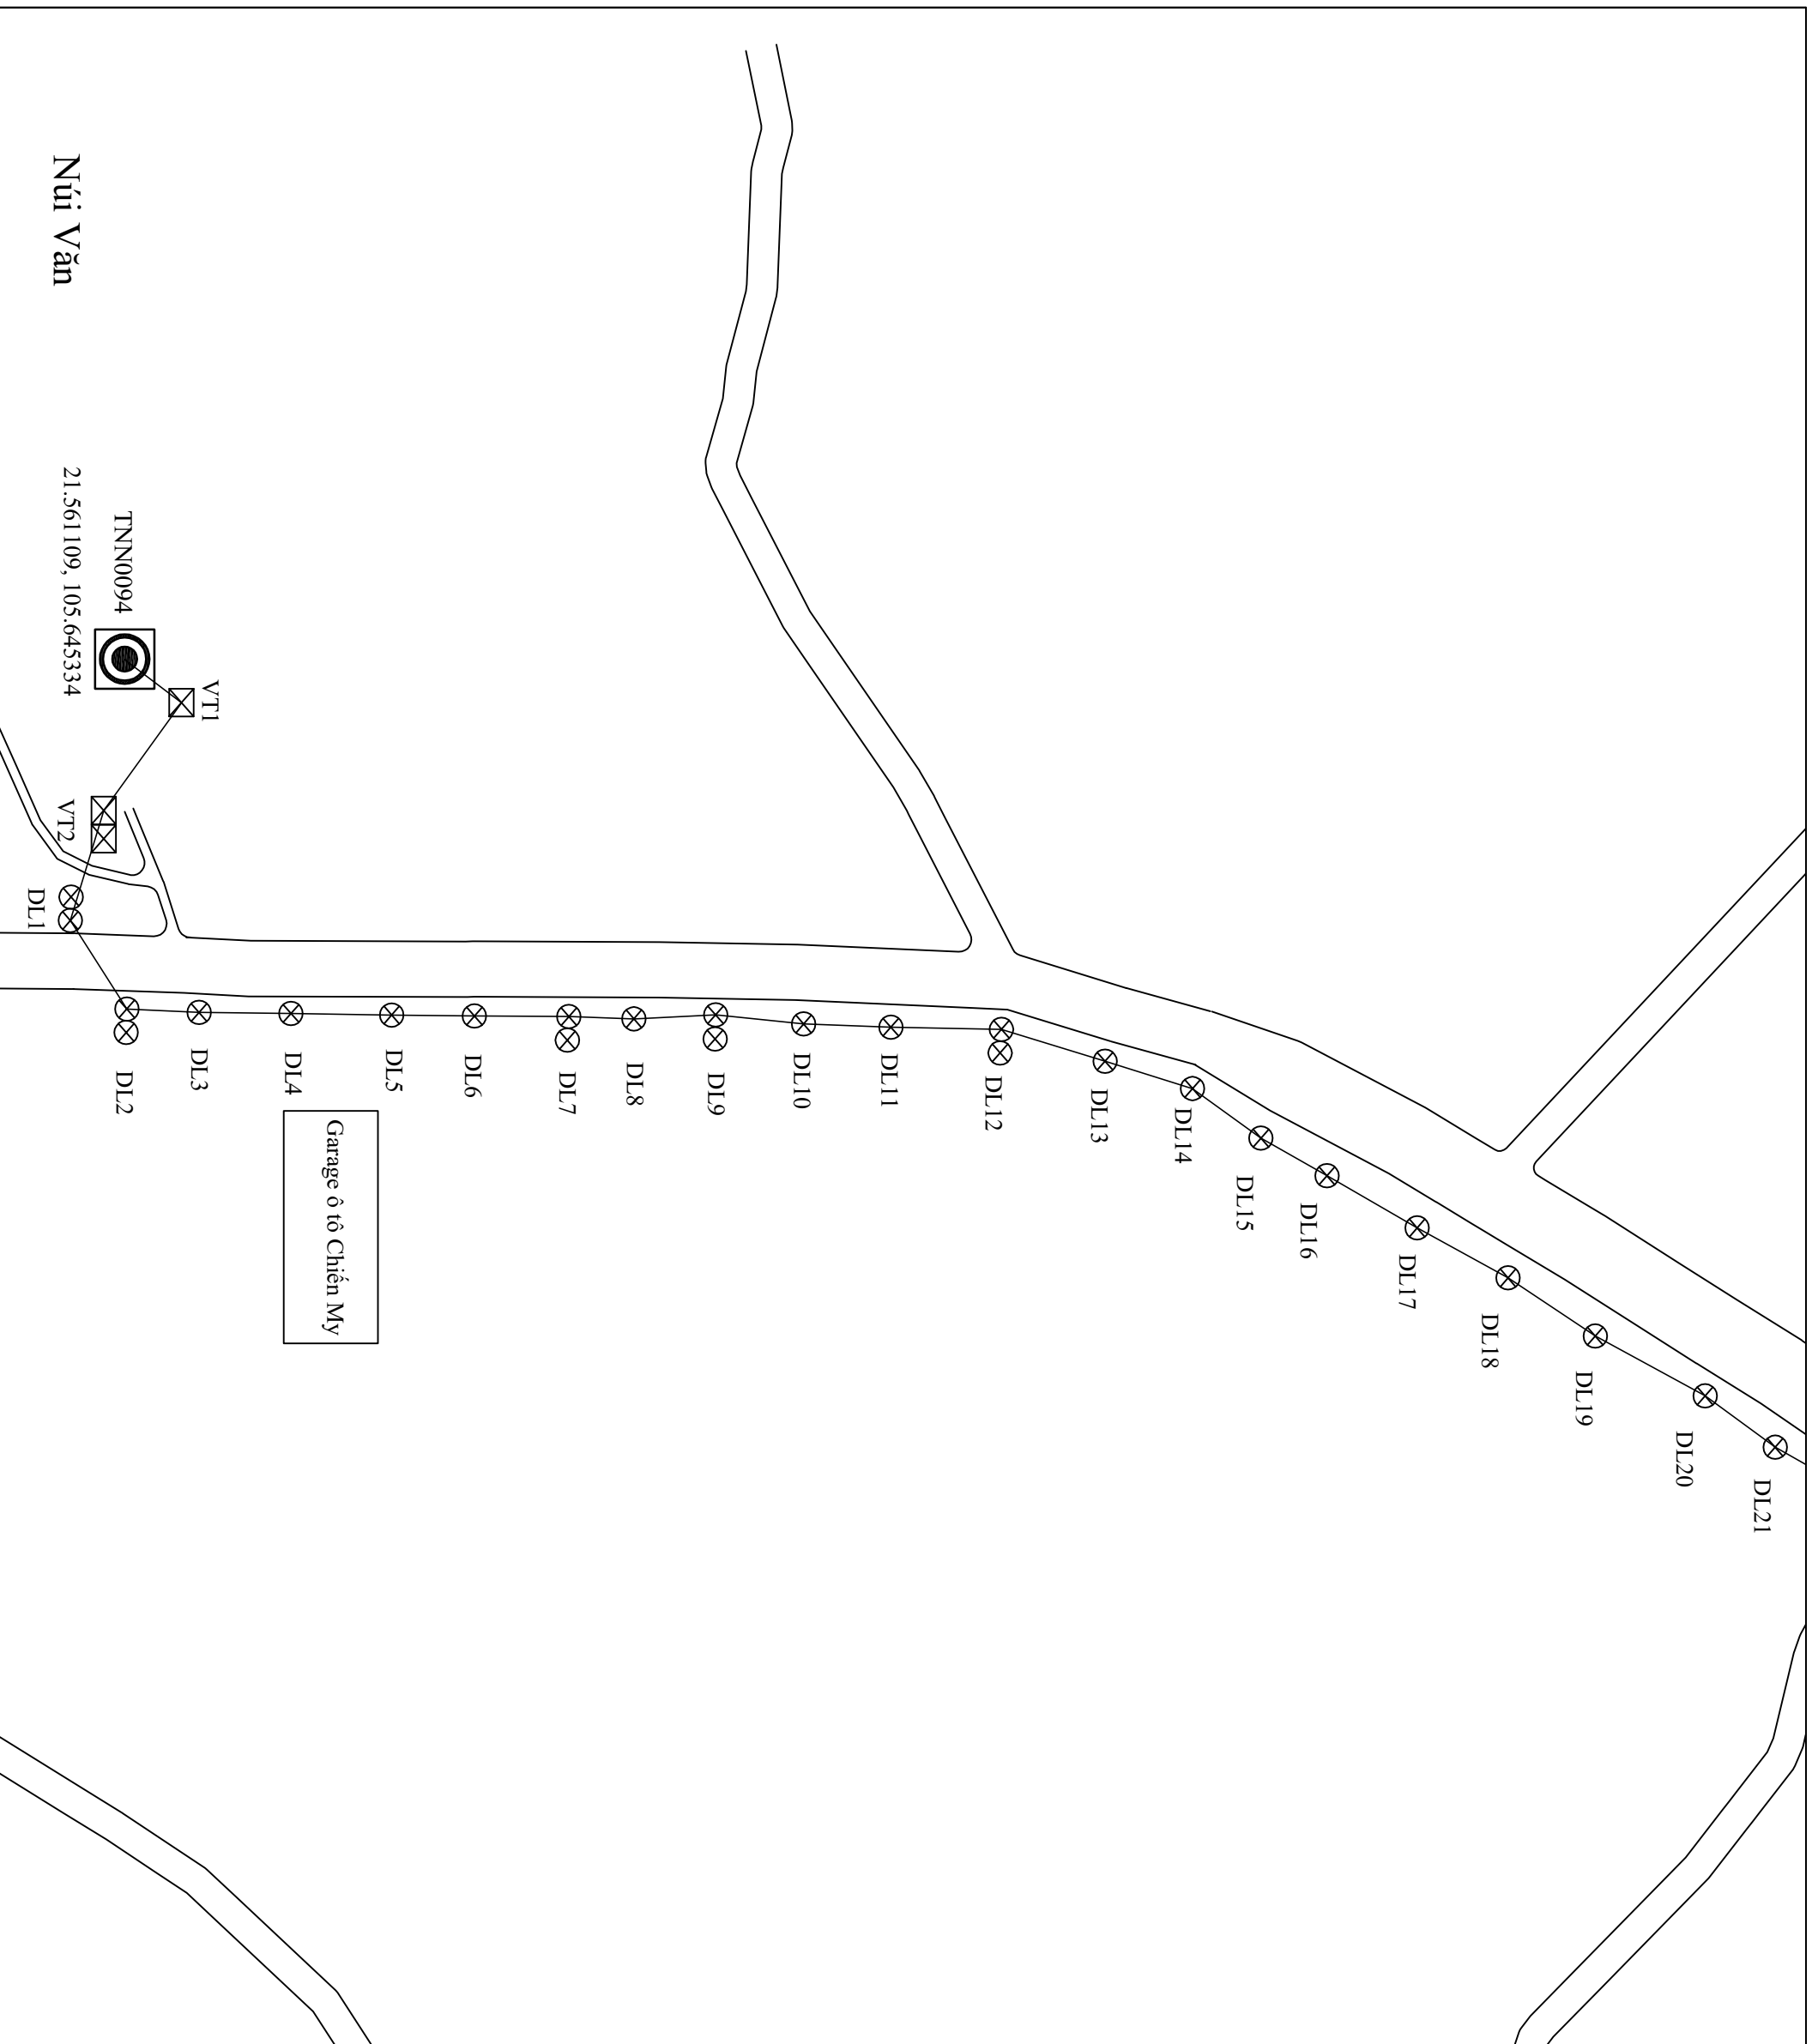 Núi Văn
TNN0094
21.561109, 105.645334
VT1
VT2
DL1
DL2
DL3
DL4
DL5
DL6
DL7
DL8
DL9
DL10
DL11
DL12
DL13
DL14
DL15
DL16
DL17
DL18
DL19
DL20
DL21
Garage ô tô Chiến My